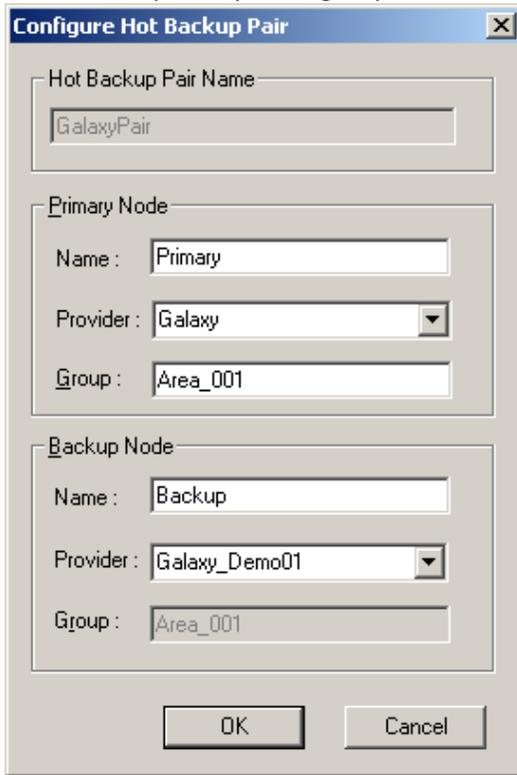 Configure Hot Backup Pair
Hot Backup Pair Name
GalaxyPair
Primary Node
Name :
Primary
Provider :
Galaxy
Group :
Area_001
Backup Node
Name :
Backup
Provider :
Galaxy_Demo01
Group :
Area_001
OK
Cancel